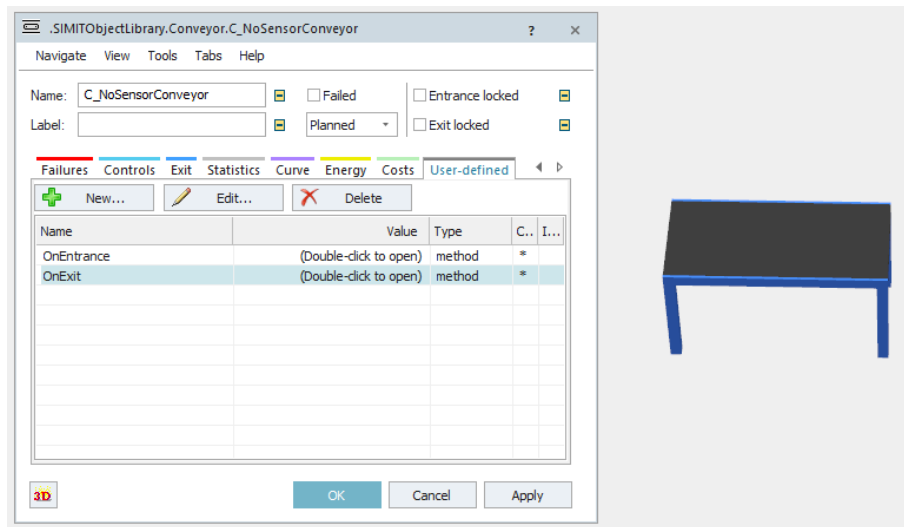 .SIMITObjectLibrary.Conveyor.C_NoSensorConveyor ? ×
Navigate View Tools Tabs Help
Name: C_NoSensorConveyor Failed Entrance locked
Label: Planned Exit locked
Failures Controls Exit Statistics Curve Energy Costs User-defined
New... Edit... Delete
Name Value Type C.. I...
OnEntrance (Double-click to open) method *
OnExit (Double-click to open) method *
3D OK Cancel Apply